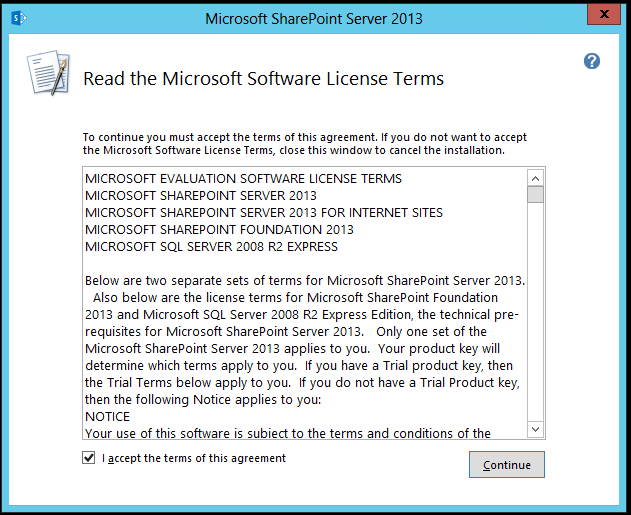 Microsoft SharePoint Server 2013
x
Read the Microsoft Software License Terms
?
To continue you must accept the terms of this agreement. If you do not want to accept
the Microsoft Software License Terms, close this window to cancel the installation.
MICROSOFT EVALUATION SOFTWARE LICENSE TERMS
MICROSOFT SHAREPOINT SERVER 2013
MICROSOFT SHAREPOINT SERVER 2013 FOR INTERNET SITES
MICROSOFT SHAREPOINT FOUNDATION 2013
MICROSOFT SQL SERVER 2008 R2 EXPRESS
Below are two separate sets of terms for Microsoft SharePoint Server 2013.
Also below are the license terms for Microsoft SharePoint Foundation
2013 and Microsoft SQL Server 2008 R2 Express Edition, the technical pre-
requisites for Microsoft SharePoint Server 2013.   Only one set of the
Microsoft SharePoint Server 2013 applies to you.  Your product key will
determine which terms apply to you.  If you have a Trial product key, then
the Trial Terms below apply to you.  If you do not have a Trial Product key,
then the following Notice applies to you:
NOTICE
Your use of this software is subject to the terms and conditions of the
I accept the terms of this agreement
Continue